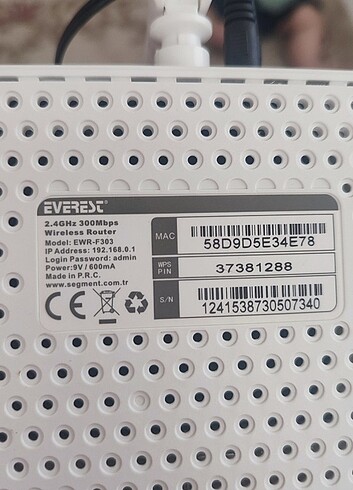 EVEREST
2.4GHz 300Mbps
Wireless Router
Model: EWR-F303
IP Address: 192.168.0.1
Login Password: admin
Power:9V / 600mA
Made in P.R.C.
www.segment.com.tr
MAC
58D9D5E34E78
WPS
PIN
37381288
S/N
1241538730507340
CE